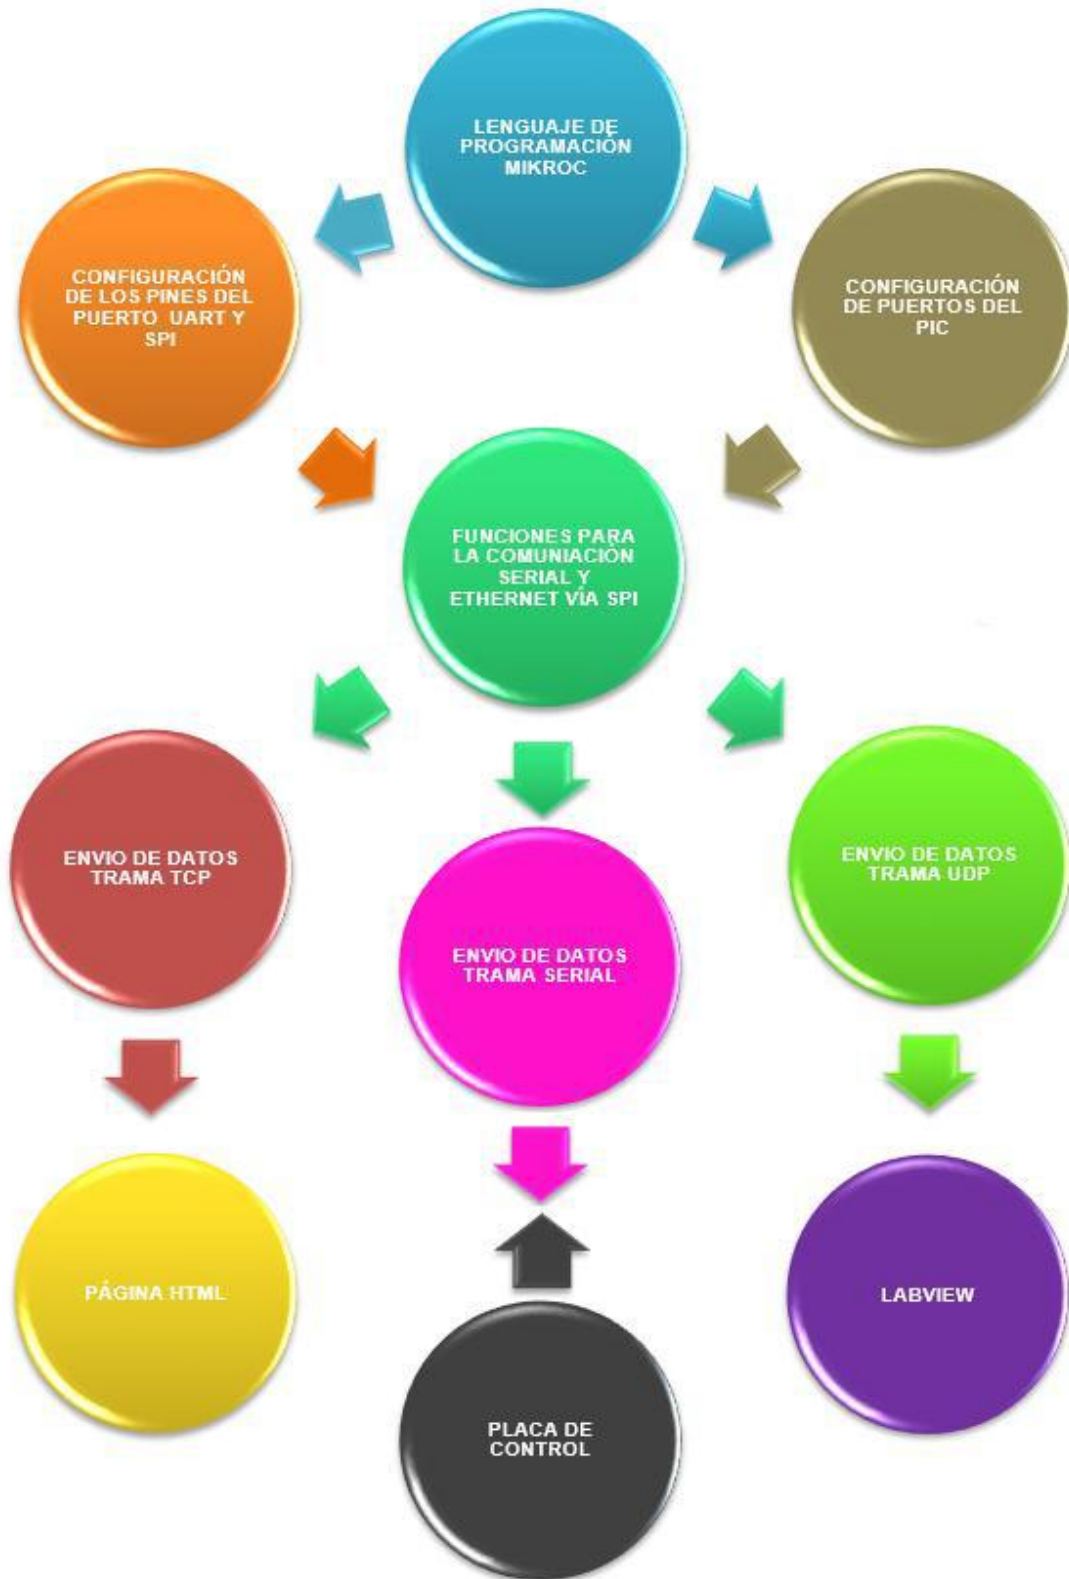 LENGUAJE DE
PROGRAMACIÓN
MIKROC
CONFIGURACIÓN
DE LOS PINES DEL
PUERTO UART Y
SPI
CONFIGURACIÓN
DE PUERTOS DEL
PIC
FUNCIONES PARA
LA COMUNIACIÓN
SERIAL Y
ETHERNET VÍA SPI
ENVIO DE DATOS
TRAMA TCP
ENVIO DE DATOS
TRAMA SERIAL
ENVIO DE DATOS
TRAMA UDP
PÁGINA HTML
PLACA DE
CONTROL
LABVIEW